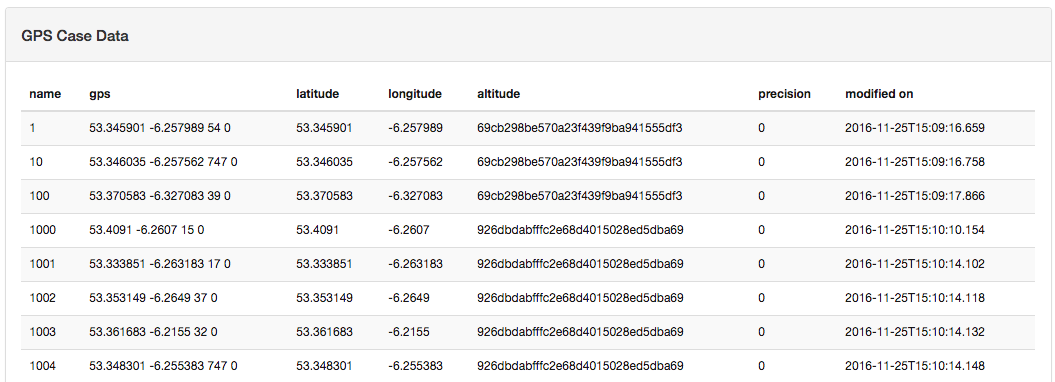 GPS Case Data
name gps latitude longitude altitude precision modified on
1 53.345901 -6.257989 54 0 53.345901 -6.257989 69cb298be570a23f439f9ba941555df3 0 2016-11-25T15:09:16.659
10 53.346035 -6.257562 747 0 53.346035 -6.257562 69cb298be570a23f439f9ba941555df3 0 2016-11-25T15:09:16.758
100 53.370583 -6.327083 39 0 53.370583 -6.327083 69cb298be570a23f439f9ba941555df3 0 2016-11-25T15:09:17.866
1000 53.4091 -6.2607 15 0 53.4091 -6.2607 926dbdabfffc2e68d4015028ed5dba69 0 2016-11-25T15:10:10.154
1001 53.333851 -6.263183 17 0 53.333851 -6.263183 926dbdabfffc2e68d4015028ed5dba69 0 2016-11-25T15:10:14.102
1002 53.353149 -6.2649 37 0 53.353149 -6.2649 926dbdabfffc2e68d4015028ed5dba69 0 2016-11-25T15:10:14.118
1003 53.361683 -6.2155 32 0 53.361683 -6.2155 926dbdabfffc2e68d4015028ed5dba69 0 2016-11-25T15:10:14.132
1004 53.348301 -6.255383 747 0 53.348301 -6.255383 926dbdabfffc2e68d4015028ed5dba69 0 2016-11-25T15:10:14.148